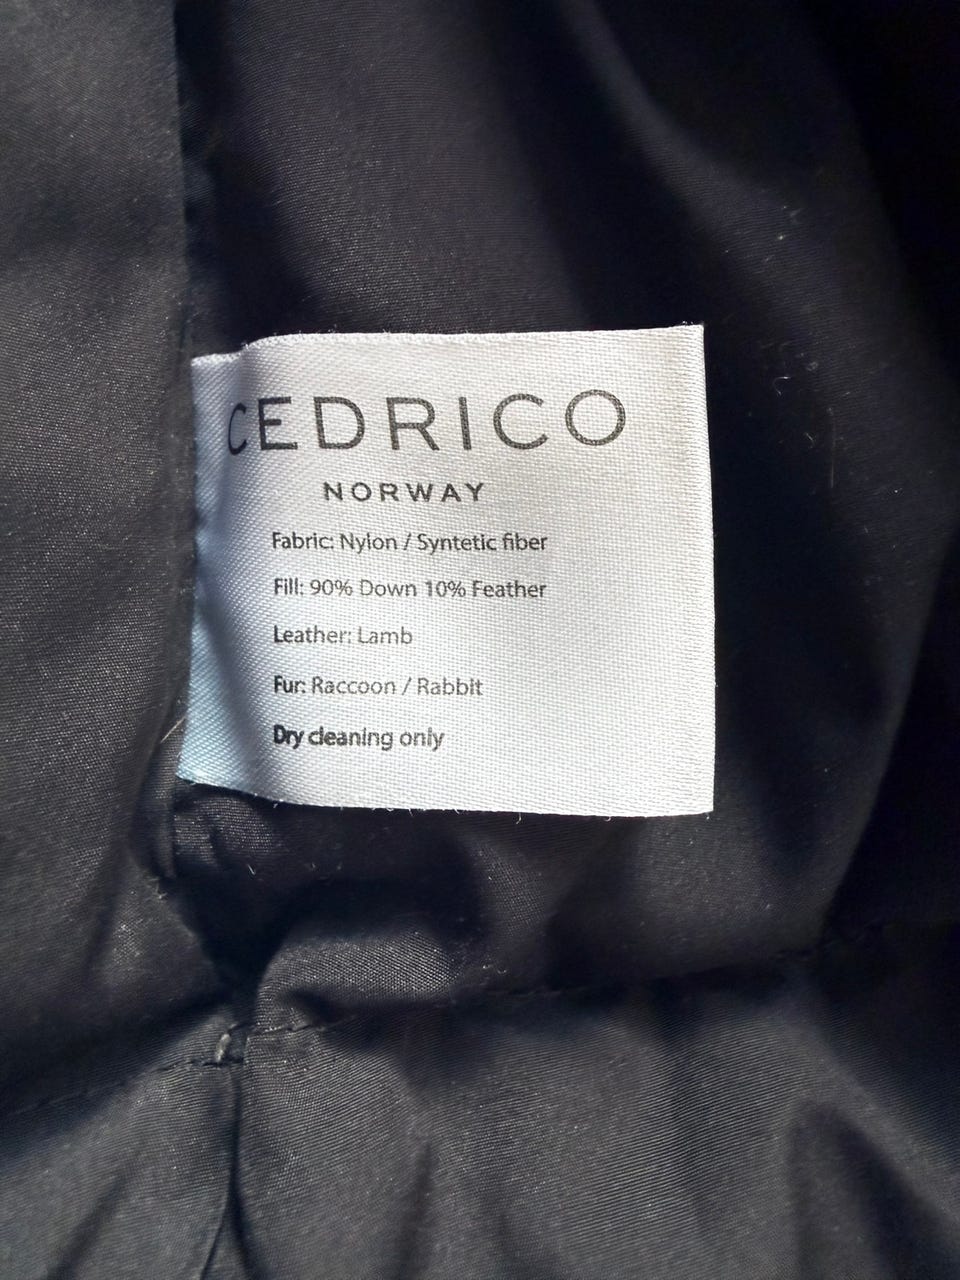 CEDRICO
NORWAY
Fabric: Nylon / Syntetic fiber
Fill: 90% Down 10% Feather
Leather: Lamb
Fur: Raccoon / Rabbit
Dry cleaning only